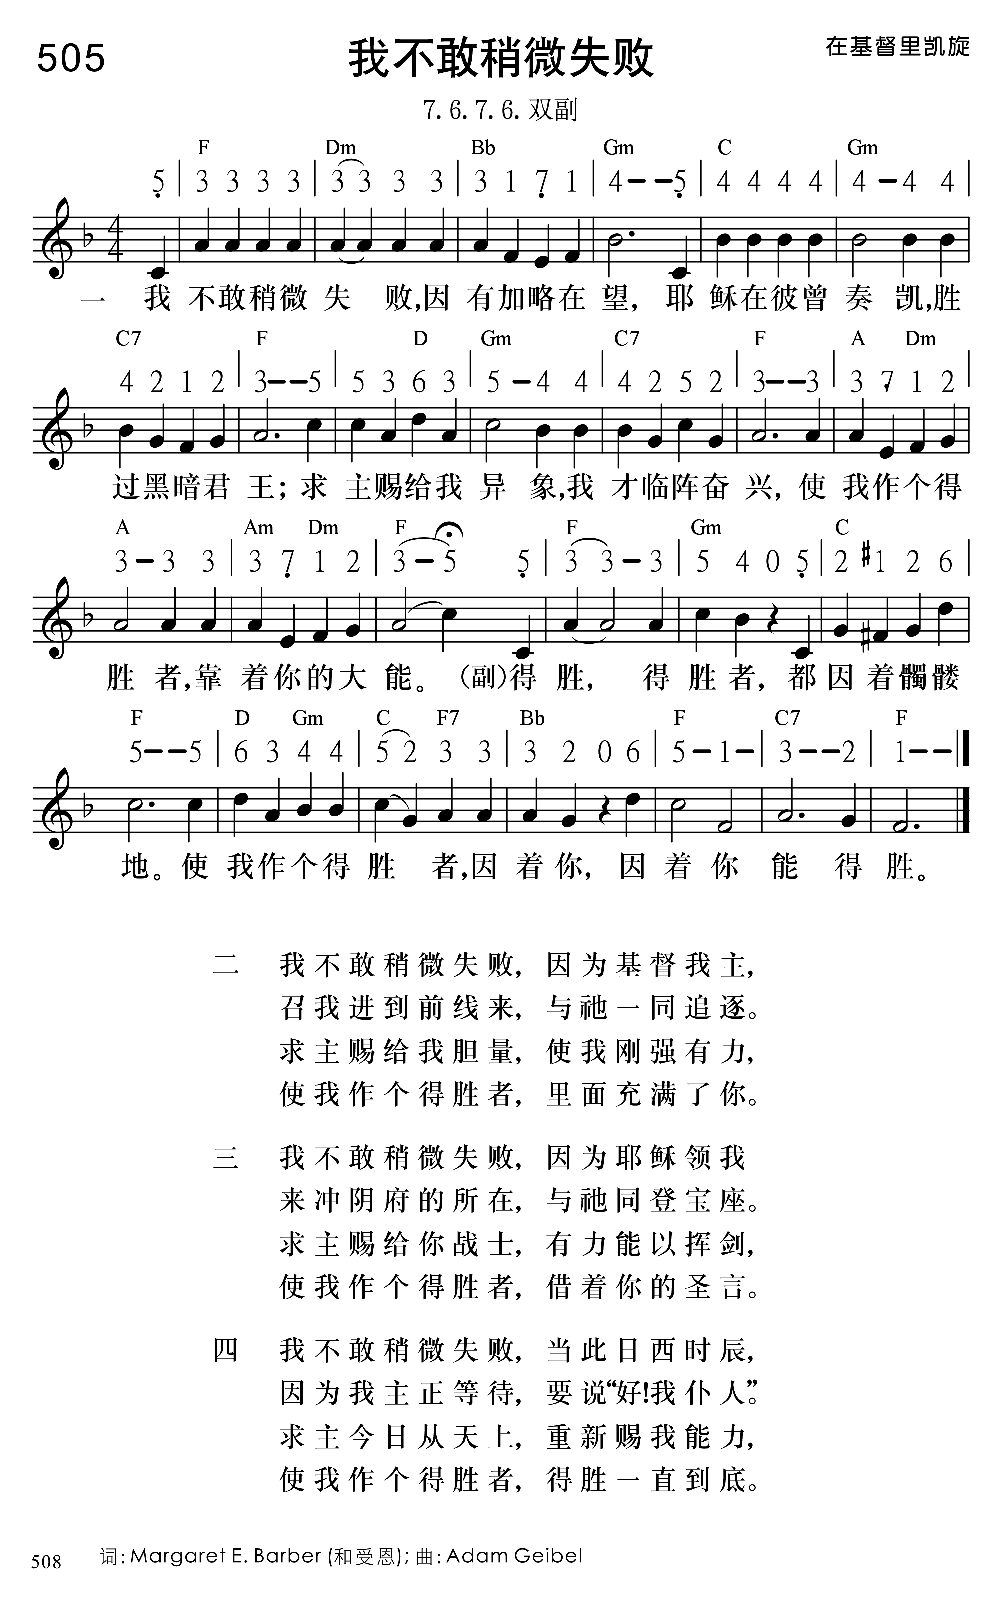 505 我不敢稍微失败 在基督里凯旋
7. 6. 7. 6. 双副
F Dm Bb Gm C Gm
5 | 3 3 3 3 | 3 3 3 3 | 3 1 7 1 | 4--5 | 4 4 4 4 | 4-4 4 |
4
4
一 我 不敢稍微 失 败,因 有加略在 望, 耶 稣在彼曾 奏 凯,胜
C7 F D Gm C7 F A Dm
4 2 1 2 | 3--5 | 5 3 6 3 | 5-4 4 | 4 2 5 2 | 3--3 | 3 7 1 2 |
过黑暗君 王; 求 主赐给我 异 象,我 才临阵奋 兴, 使 我作个得
A Am Dm F F Gm C
3-3 3 | 3 7 1 2 | 3-5 5 | 3 3-3 | 5 4 0 5 | 2 #1 2 6 |
胜 者,靠 着你的大 能。 (副)得 胜, 得 胜 者, 都 因 着 髑 髅
F D Gm C F7 Bb F C7 F
5--5 | 6 3 4 4 | 5 2 3 3 | 3 2 0 6 | 5-1- | 3--2 | 1--
地。使 我作个得 胜 者,因 着 你, 因 着 你 能 得 胜。
二 我不敢稍微失败, 因为基督我主,
召我进到前线来, 与祂一同追逐。
求主赐给我胆量, 使我刚强有力,
使我作个得胜者, 里面充满了你。
三 我不敢稍微失败, 因为耶稣领我
来冲阴府的所在, 与祂同登宝座。
求主赐给你战士, 有力能以挥剑,
使我作个得胜者, 借着你的圣言。
四 我不敢稍微失败, 当此日西时辰,
因为我主正等待, 要说“好!我仆人”。
求主今日从天上, 重新赐我能力,
使我作个得胜者, 得胜一直到底。
508 词: Margaret E. Barber (和受恩); 曲: Adam Geibel